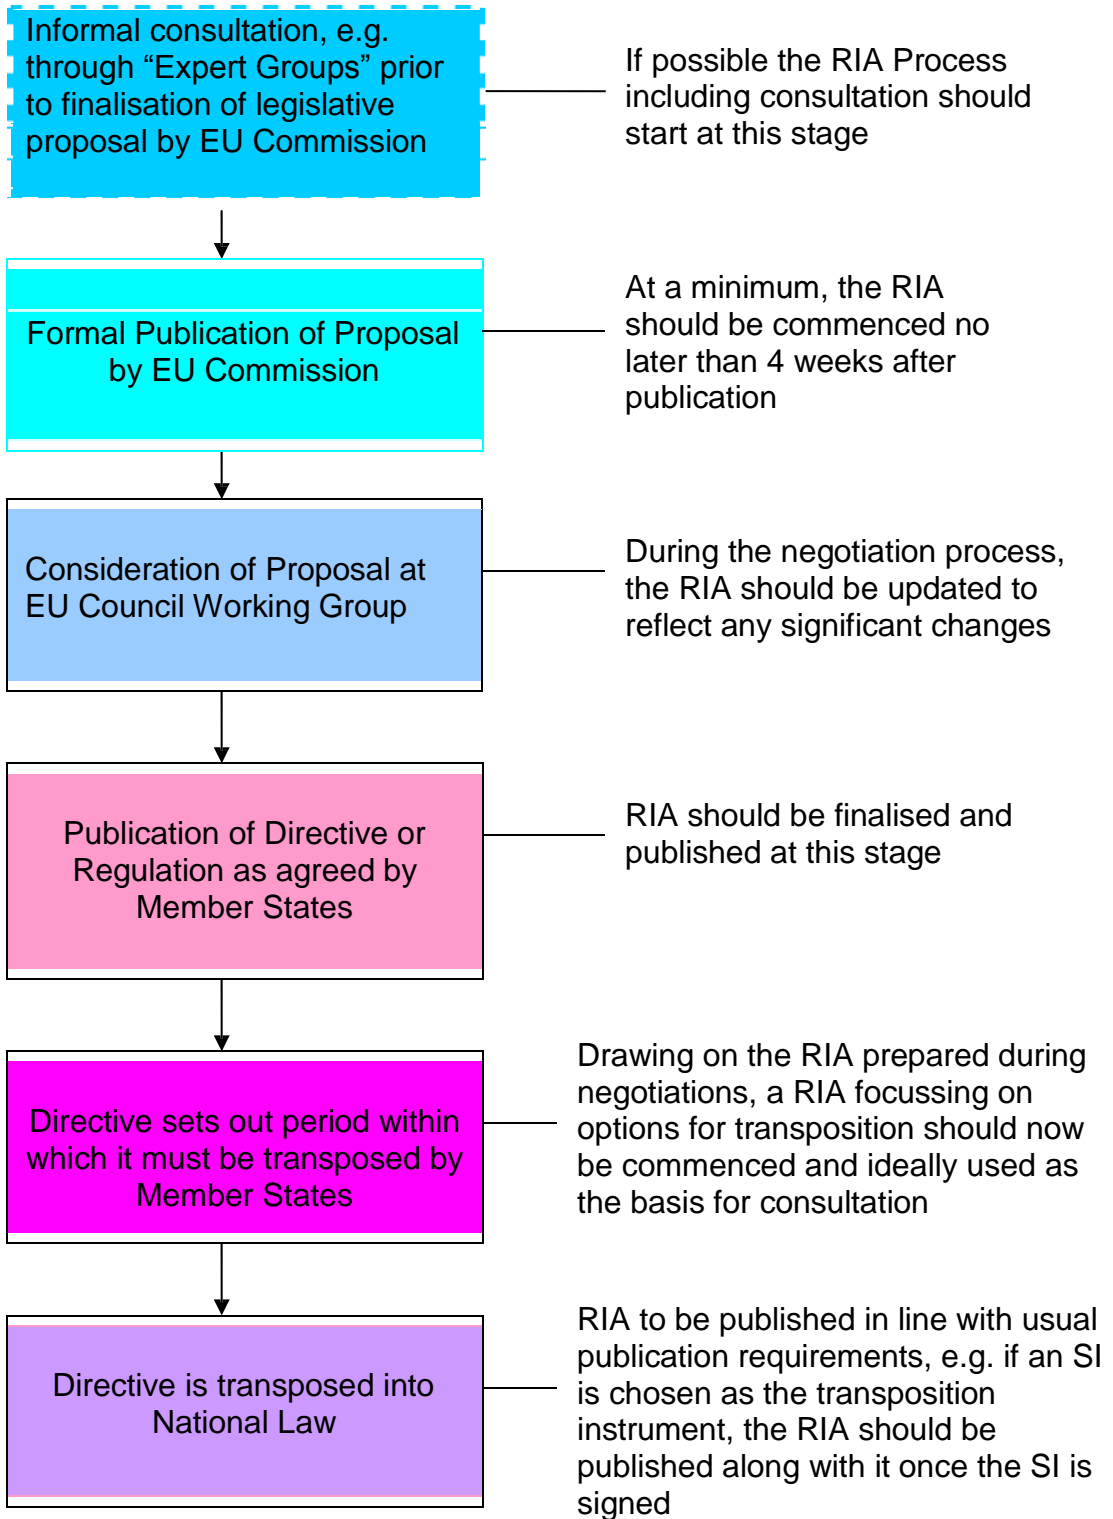 Informal consultation, e.g.
through “Expert Groups” prior
to finalisation of legislative
proposal by EU Commission
If possible the RIA Process
including consultation should
start at this stage
Formal Publication of Proposal
by EU Commission
At a minimum, the RIA
should be commenced no
later than 4 weeks after
publication
Consideration of Proposal at
EU Council Working Group
During the negotiation process,
the RIA should be updated to
reflect any significant changes
Publication of Directive or
Regulation as agreed by
Member States
RIA should be finalised and
published at this stage
Directive sets out period within
which it must be transposed by
Member States
Drawing on the RIA prepared during
negotiations, a RIA focussing on
options for transposition should now
be commenced and ideally used as
the basis for consultation
Directive is transposed into
National Law
RIA to be published in line with usual
publication requirements, e.g. if an SI
is chosen as the transposition
instrument, the RIA should be
published along with it once the SI is
signed